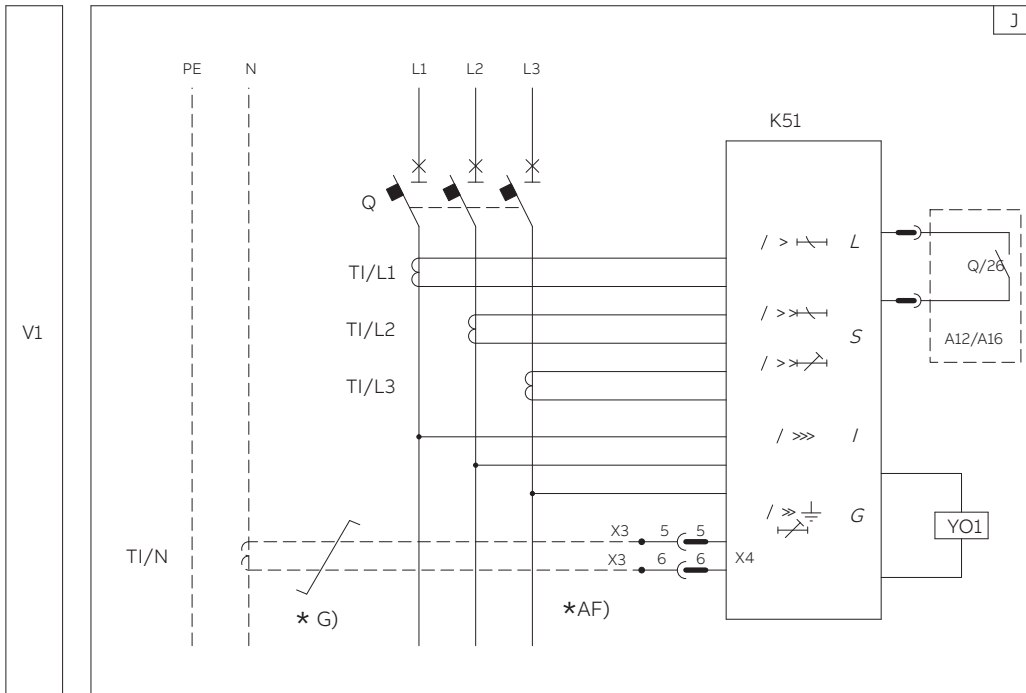 J
PE N L1 L2 L3
K51
Q
/ > L
TI/L1
Q/26
/ >>
TI/L2
S
A12/A16
V1
/ >>
TI/L3
/ >>> I
/ >> G
X3 5 5
YO1
TI/N
X3 6 6 X4
* G)
*AF)